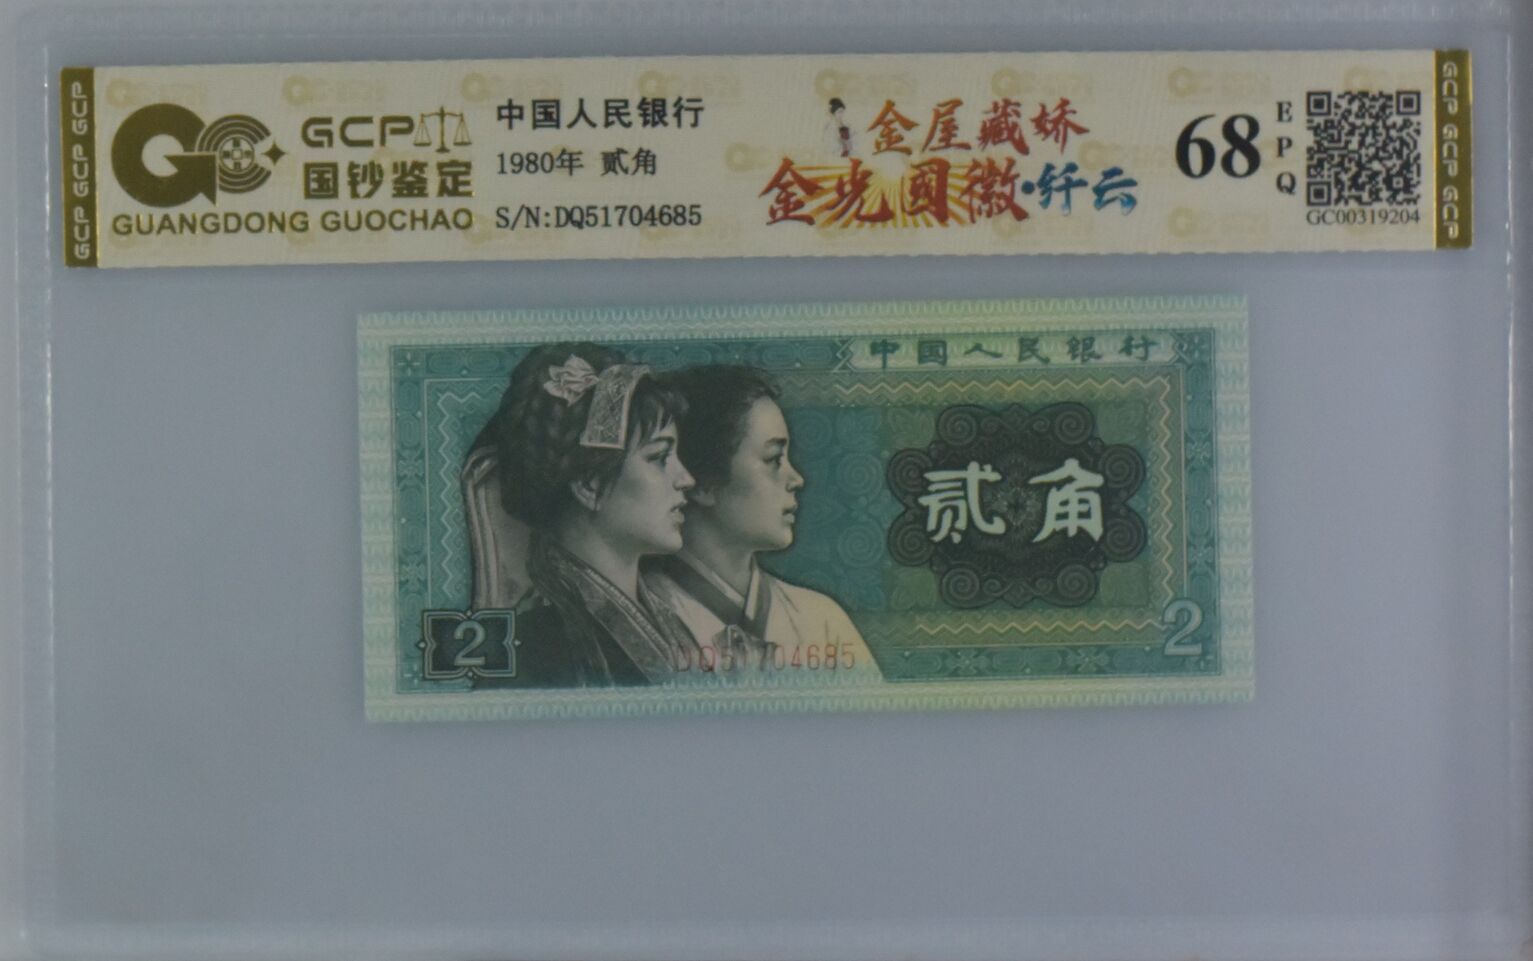 GCP GCP GCP
GCP
国钞鉴定
GUANGDONG GUOCHAO
中国人民银行
1980年 贰角
S/N:DQ51704685
金屋藏娇
金光國徽·纤云
68
EPQ
GC00319204
GCP GCP GCP
中国人民银行
贰角
2
2
DQ51704685